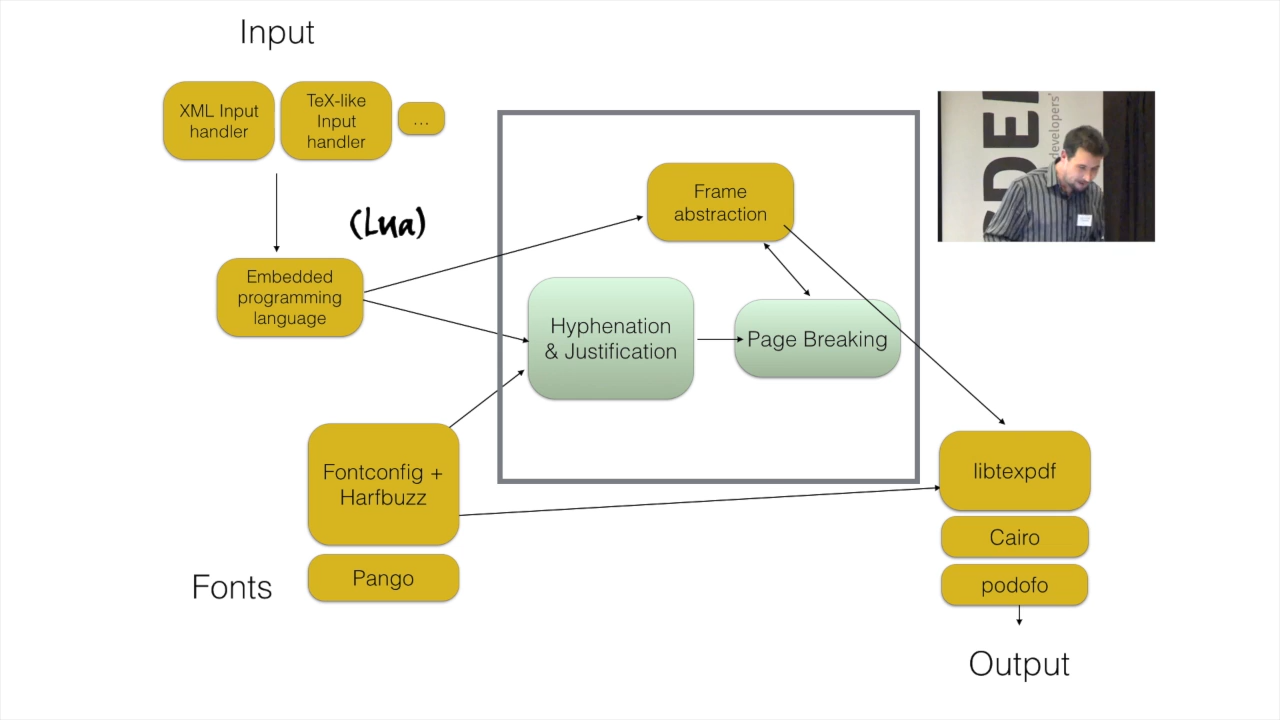 Input
XML Input
handler
TeX-like
Input
handler
...
(Lua)
Embedded
programming
language
Frame
abstraction
Hyphenation
& Justification
Page Breaking
Fontconfig +
Harfbuzz
Pango
Fonts
libtexpdf
Cairo
podofo
Output
developers'